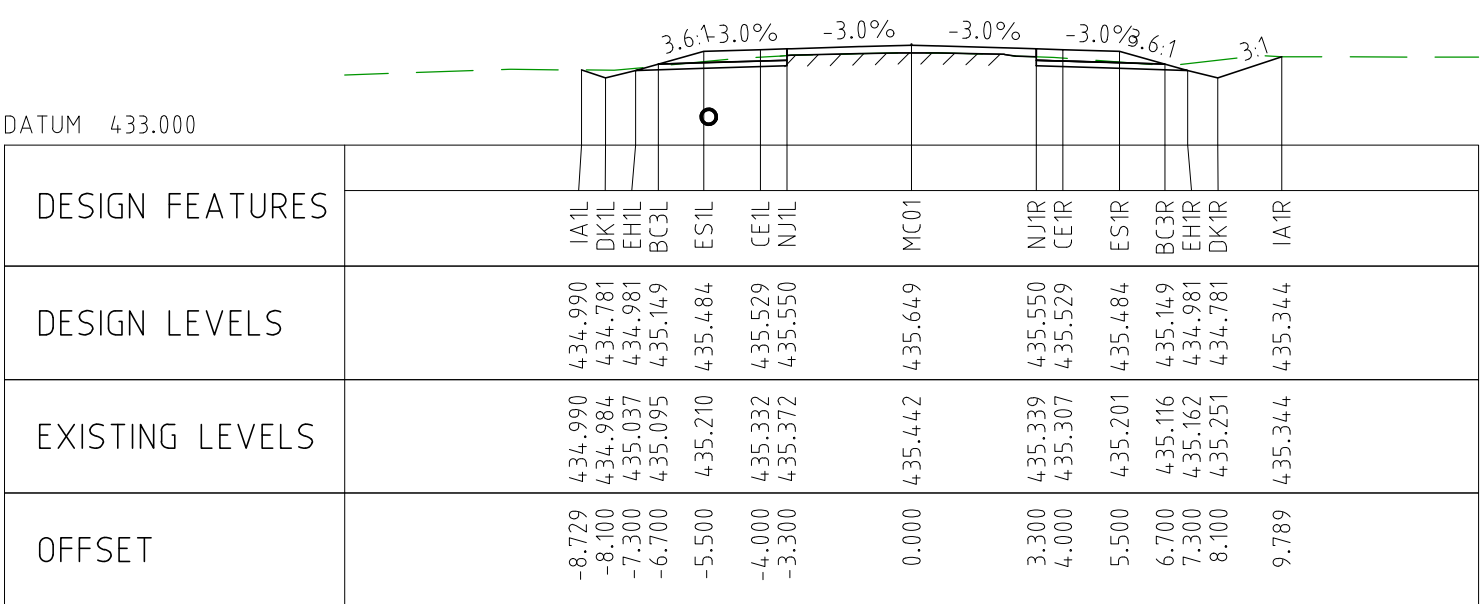 3.6:1 -3.0% -3.0% -3.0% -3.0% 3.6:1 3:1
DATUM 433.000
DESIGN FEATURES IA1L DK1L EH1L BC3L ES1L CE1L NJ1L MC01 NJ1R CE1R ES1R BC3R EH1R DK1R IA1R
DESIGN LEVELS 434.990 434.781 434.981 435.149 435.484 435.529 435.550 435.649 435.550 435.529 435.484 435.149 434.981 434.781 435.344
EXISTING LEVELS 434.990 434.984 435.037 435.095 435.210 435.332 435.372 435.442 435.339 435.307 435.201 435.116 435.162 435.251 435.344
OFFSET -8.729 -8.100 -7.300 -6.700 -5.500 -4.000 -3.300 0.000 3.300 4.000 5.500 6.700 7.300 8.100 9.789